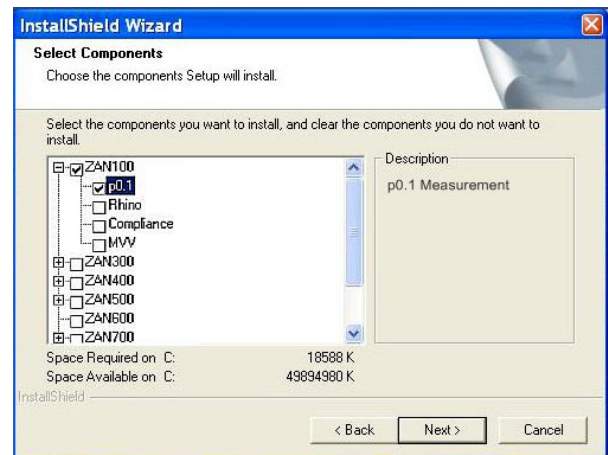 InstallShield Wizard
Select Components
Choose the components Setup will install.
Select the components you want to install, and clear the components you do not want to
install.
ZAN100
p0.1
Rhino
Compliance
MVV
ZAN300
ZAN400
ZAN500
ZAN600
ZAN700
Description
p0.1 Measurement
Space Required on C: 18588 K
Space Available on C: 49894980 K
InstallShield
< Back Next > Cancel